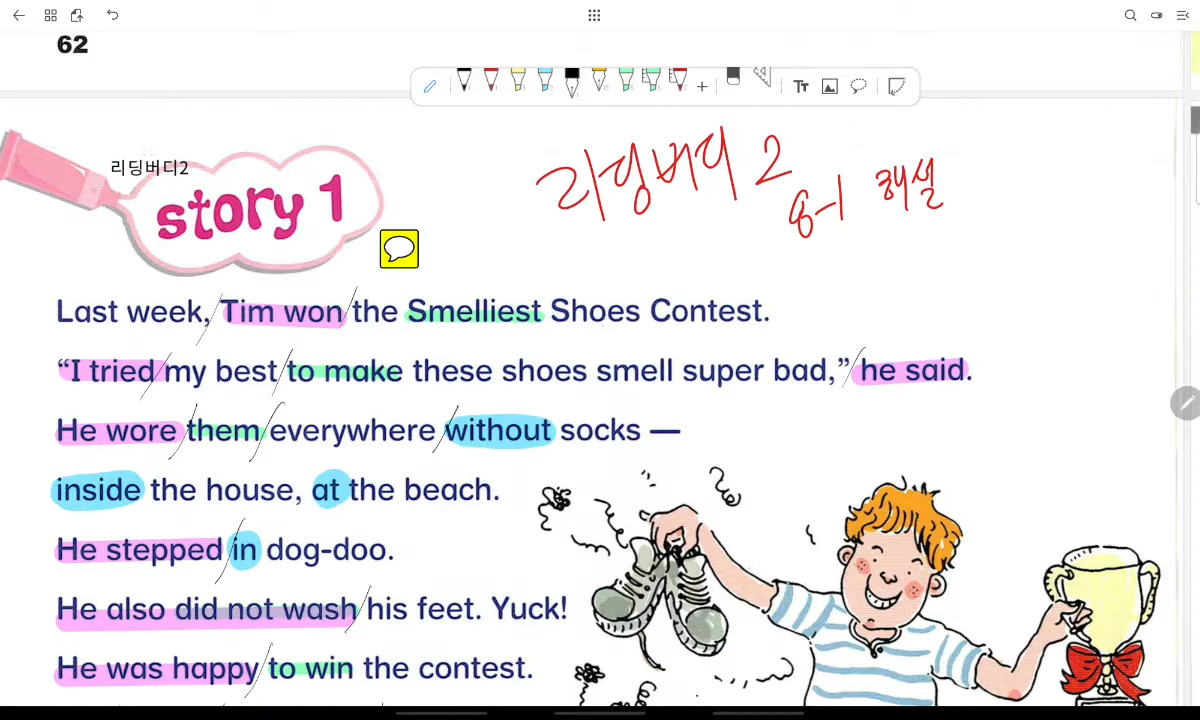 62
리딩버디2
리딩버디 2
8-1 해설
story 1
Last week, Tim won the Smelliest Shoes Contest.
“I tried my best to make these shoes smell super bad,” he said.
He wore them everywhere without socks —
inside the house, at the beach.
He stepped in dog-doo.
He also did not wash his feet. Yuck!
He was happy to win the contest.